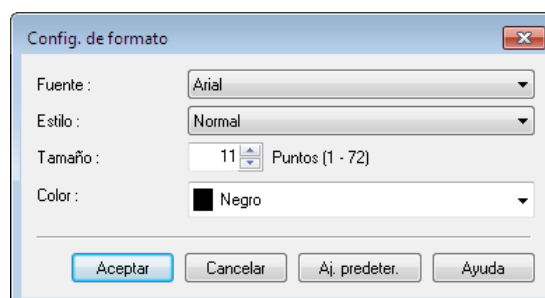 Config. de formato
Fuente : Arial
Estilo : Normal
Tamaño : 11 Puntos (1 - 72)
Color : Negro
Aceptar Cancelar Aj. predeter. Ayuda